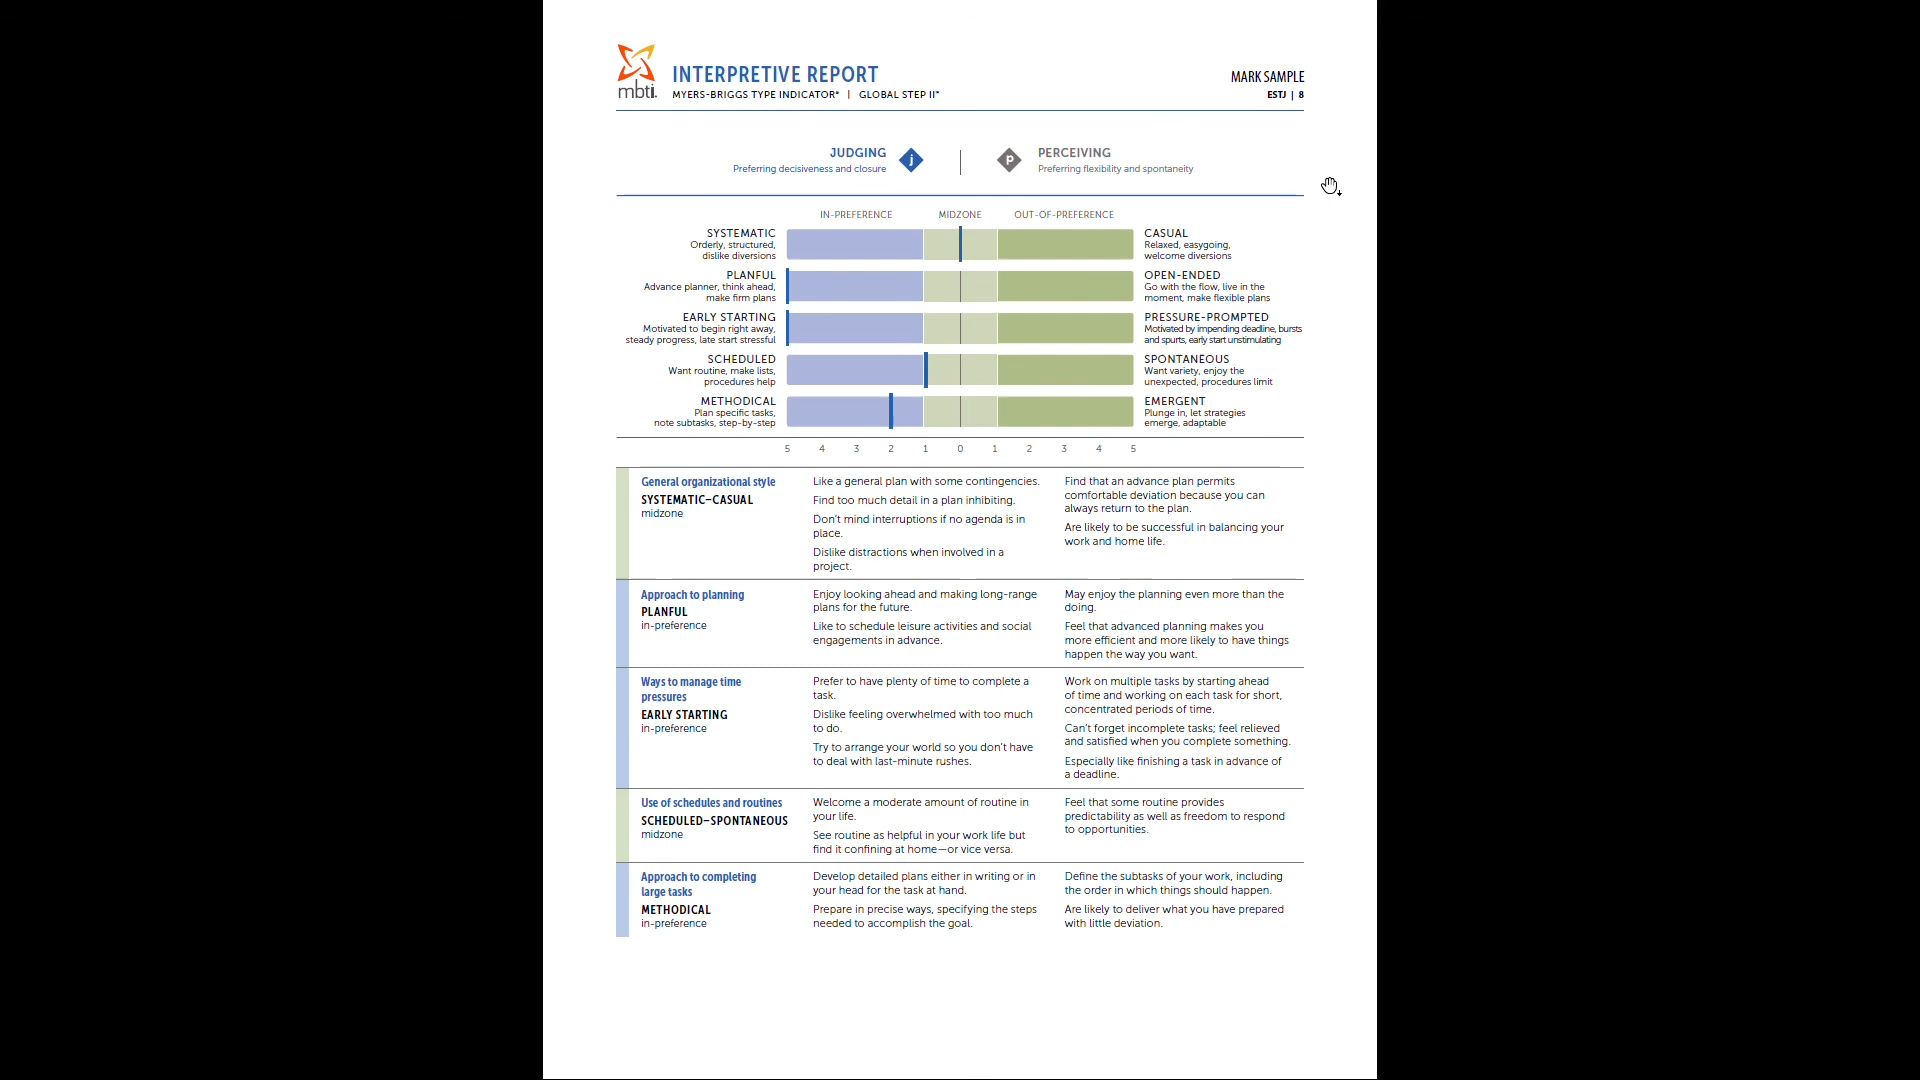 mbti.
INTERPRETIVE REPORT
MYERS-BRIGGS TYPE INDICATOR® | GLOBAL STEP II™
MARK SAMPLE
ESTJ | 8
JUDGING
Preferring decisiveness and closure
j
p
PERCEIVING
Preferring flexibility and spontaneity
IN-PREFERENCE MIDZONE OUT-OF-PREFERENCE
SYSTEMATIC
Orderly, structured,
dislike diversions
CASUAL
Relaxed, easygoing,
welcome diversions
PLANFUL
Advance planner, think ahead,
make firm plans
OPEN-ENDED
Go with the flow, live in the
moment, make flexible plans
EARLY STARTING
Motivated to begin right away,
steady progress, late start stressful
PRESSURE-PROMPTED
Motivated by impending deadline, bursts
and spurts, early start unstimulating
SCHEDULED
Want routine, make lists,
procedures help
SPONTANEOUS
Want variety, enjoy the
unexpected, procedures limit
METHODICAL
Plan specific tasks,
note subtasks, step-by-step
EMERGENT
Plunge in, let strategies
emerge, adaptable
5 4 3 2 1 0 1 2 3 4 5
General organizational style
SYSTEMATIC–CASUAL
midzone
Like a general plan with some contingencies.
Find too much detail in a plan inhibiting.
Don't mind interruptions if no agenda is in
place.
Dislike distractions when involved in a
project.
Find that an advance plan permits
comfortable deviation because you can
always return to the plan.
Are likely to be successful in balancing your
work and home life.
Approach to planning
PLANFUL
in-preference
Enjoy looking ahead and making long-range
plans for the future.
Like to schedule leisure activities and social
engagements in advance.
May enjoy the planning even more than the
doing.
Feel that advanced planning makes you
more efficient and more likely to have things
happen the way you want.
Ways to manage time
pressures
EARLY STARTING
in-preference
Prefer to have plenty of time to complete a
task.
Dislike feeling overwhelmed with too much
to do.
Try to arrange your world so you don't have
to deal with last-minute rushes.
Work on multiple tasks by starting ahead
of time and working on each task for short,
concentrated periods of time.
Can't forget incomplete tasks; feel relieved
and satisfied when you complete something.
Especially like finishing a task in advance of
a deadline.
Use of schedules and routines
SCHEDULED–SPONTANEOUS
midzone
Welcome a moderate amount of routine in
your life.
See routine as helpful in your work life but
find it confining at home—or vice versa.
Feel that some routine provides
predictability as well as freedom to respond
to opportunities.
Approach to completing
large tasks
METHODICAL
in-preference
Develop detailed plans either in writing or in
your head for the task at hand.
Prepare in precise ways, specifying the steps
needed to accomplish the goal.
Define the subtasks of your work, including
the order in which things should happen.
Are likely to deliver what you have prepared
with little deviation.